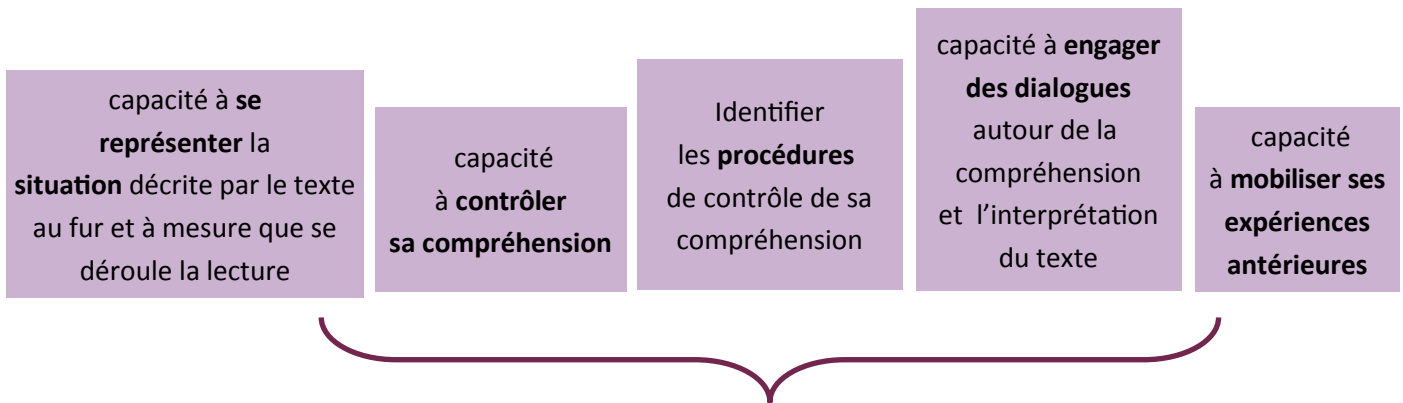 capacité à se
représenter la
situation décrite par le texte
au fur et à mesure que se
déroule la lecture
capacité
à contrôler
sa compréhension
Identifier
les procédures
de contrôle de sa
compréhension
capacité à engager
des dialogues
autour de la
compréhension
et l’interprétation
du texte
capacité
à mobiliser ses
expériences
antérieures